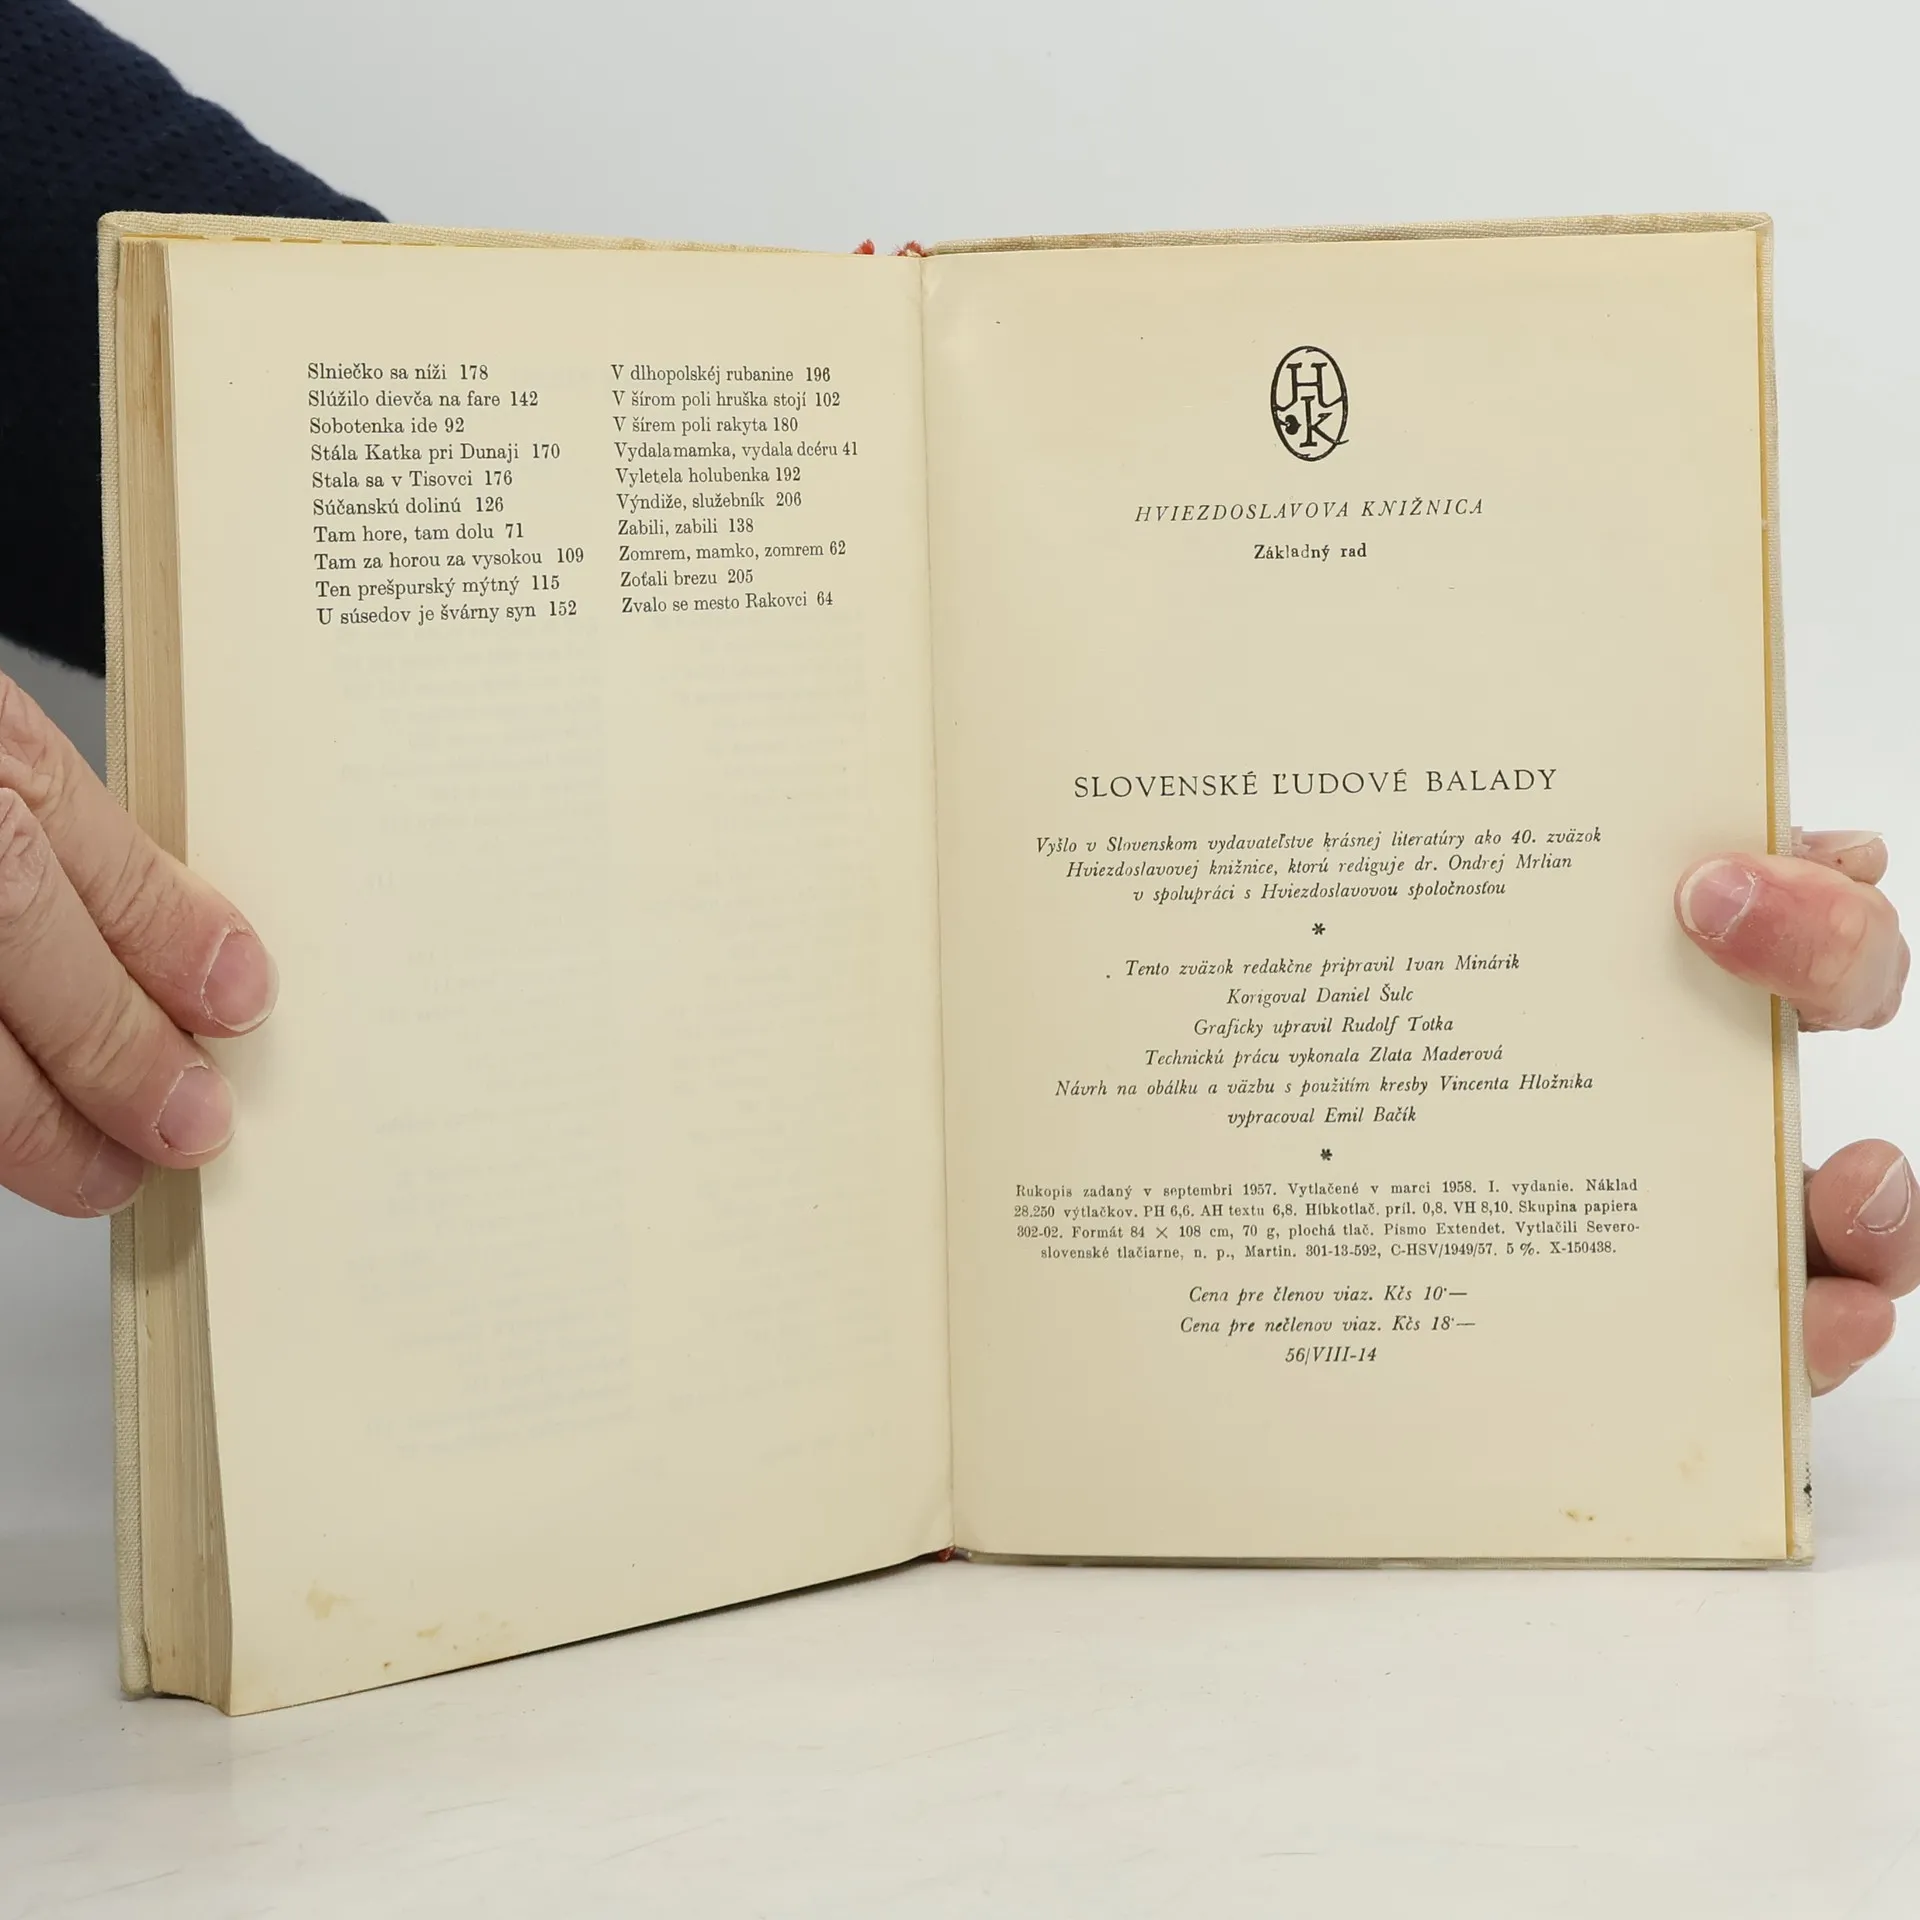 Slniečko sa níži 178
Slúžilo dievča na fare 142
Sobotenka ide 92
Stála Katka pri Dunaji 170
Stala sa v Tisovci 176
Súčanskú dolinú 126
Tam hore, tam dolu 71
Tam za horou za vysokou 109
Ten prešpurský mýtný 115
U súsedov je švárny syn 152
V dlhopolskéj rubanine 196
V šírom poli hruška stojí 102
V šírem poli rakyta 180
Vydala mamka, vydala dcéru 41
Vyletela holubenka 192
Výndiže, služebník 206
Zabili, zabili 138
Zomrem, mamko, zomrem 62
Zoťali brezu 205
Zvalo se mesto Rakovci 64
HK
HVIEZDOSLAVOVA KNIŽNICA
Základný rad
SLOVENSKÉ ĽUDOVÉ BALADY
Vyšlo v Slovenskom vydavateľstve krásnej literatúry ako 40. zväzok
Hviezdoslavovej knižnice, ktorú rediguje dr. Ondrej Mrlian
v spolupráci s Hviezdoslavovou spoločnosťou
*
Tento zväzok redakčne pripravil Ivan Minárik
Korigoval Daniel Šulc
Graficky upravil Rudolf Totka
Technickú prácu vykonala Zlata Maderová
Návrh na obálku a väzbu s použitím kresby Vincenta Hložníka
vypracoval Emil Bačík
*
Rukopis zadaný v septembri 1957. Vytlačené v marci 1958. I. vydanie. Náklad
28.250 výtlačkov. PH 6,6. AH textu 6,8. Hĺbkotlač. príl. 0,8. VH 8,10. Skupina papiera
302-02. Formát 84 × 108 cm, 70 g, plochá tlač. Písmo Extendet. Vytlačili Severo-
slovenské tlačiarne, n. p., Martin. 301-13-592, C-HSV/1949/57. 5 %. X-150438.
Cena pre členov viaz. Kčs 10·—
Cena pre nečlenov viaz. Kčs 18·—
56/VIII-14